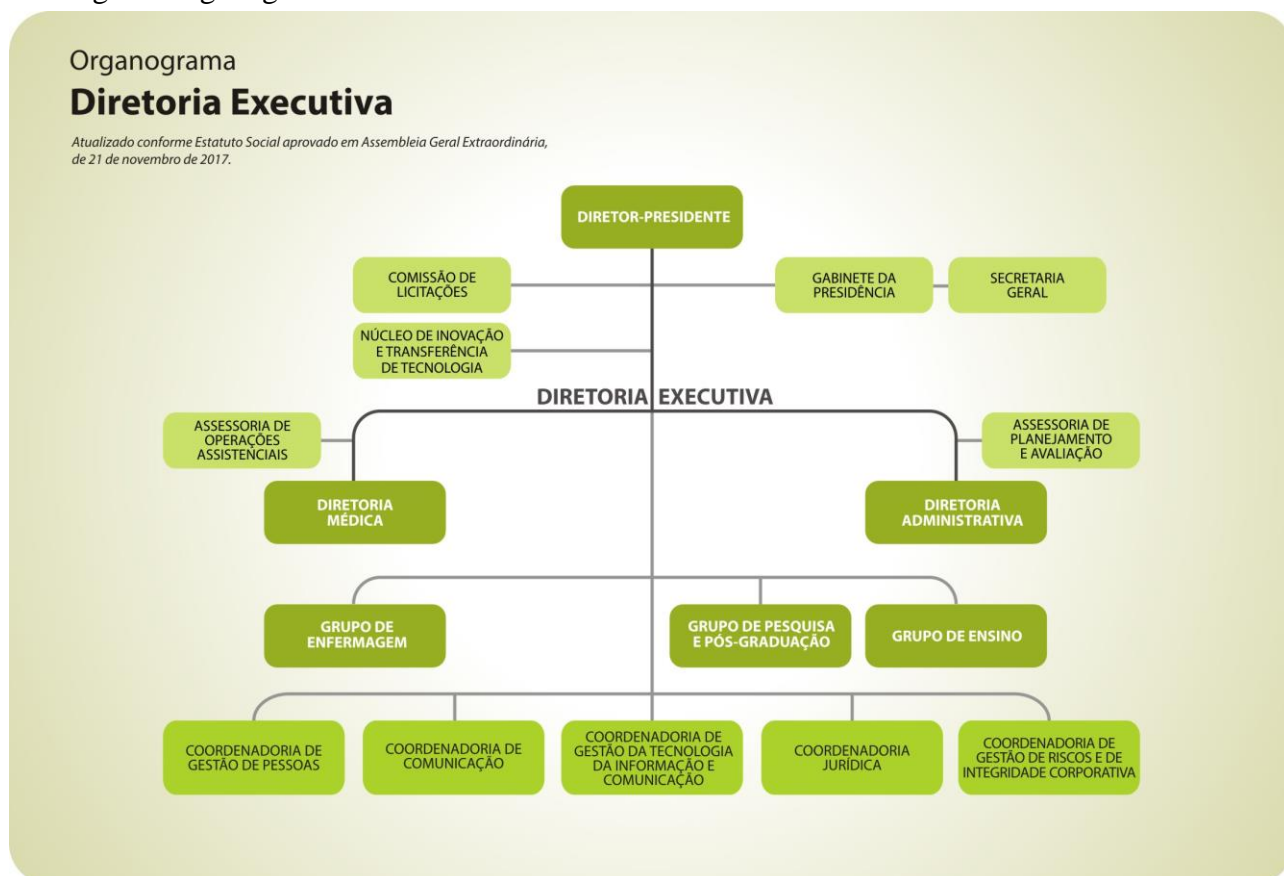 Organograma
Diretoria Executiva
Atualizado conforme Estatuto Social aprovado em Assembleia Geral Extraordinária,
de 21 de novembro de 2017.
DIRETOR-PRESIDENTE
COMISSÃO DE
LICITAÇÕES
GABINETE DA
PRESIDÊNCIA
SECRETARIA
GERAL
NÚCLEO DE INOVAÇÃO
E TRANSFERÊNCIA
DE TECNOLOGIA
DIRETORIA EXECUTIVA
ASSESSORIA DE
OPERAÇÕES
ASSISTENCIAIS
ASSESSORIA DE
PLANEJAMENTO
E AVALIAÇÃO
DIRETORIA
MÉDICA
DIRETORIA
ADMINISTRATIVA
GRUPO DE
ENFERMAGEM
GRUPO DE PESQUISA
E PÓS-GRADUAÇÃO
GRUPO DE ENSINO
COORDENADORIA DE
GESTÃO DE PESSOAS
COORDENADORIA DE
COMUNICAÇÃO
COORDENADORIA DE
GESTÃO DA TECNOLOGIA
DA INFORMAÇÃO E
COMUNICAÇÃO
COORDENADORIA
JURÍDICA
COORDENADORIA DE
GESTÃO DE RISCOS E DE
INTEGRIDADE CORPORATIVA